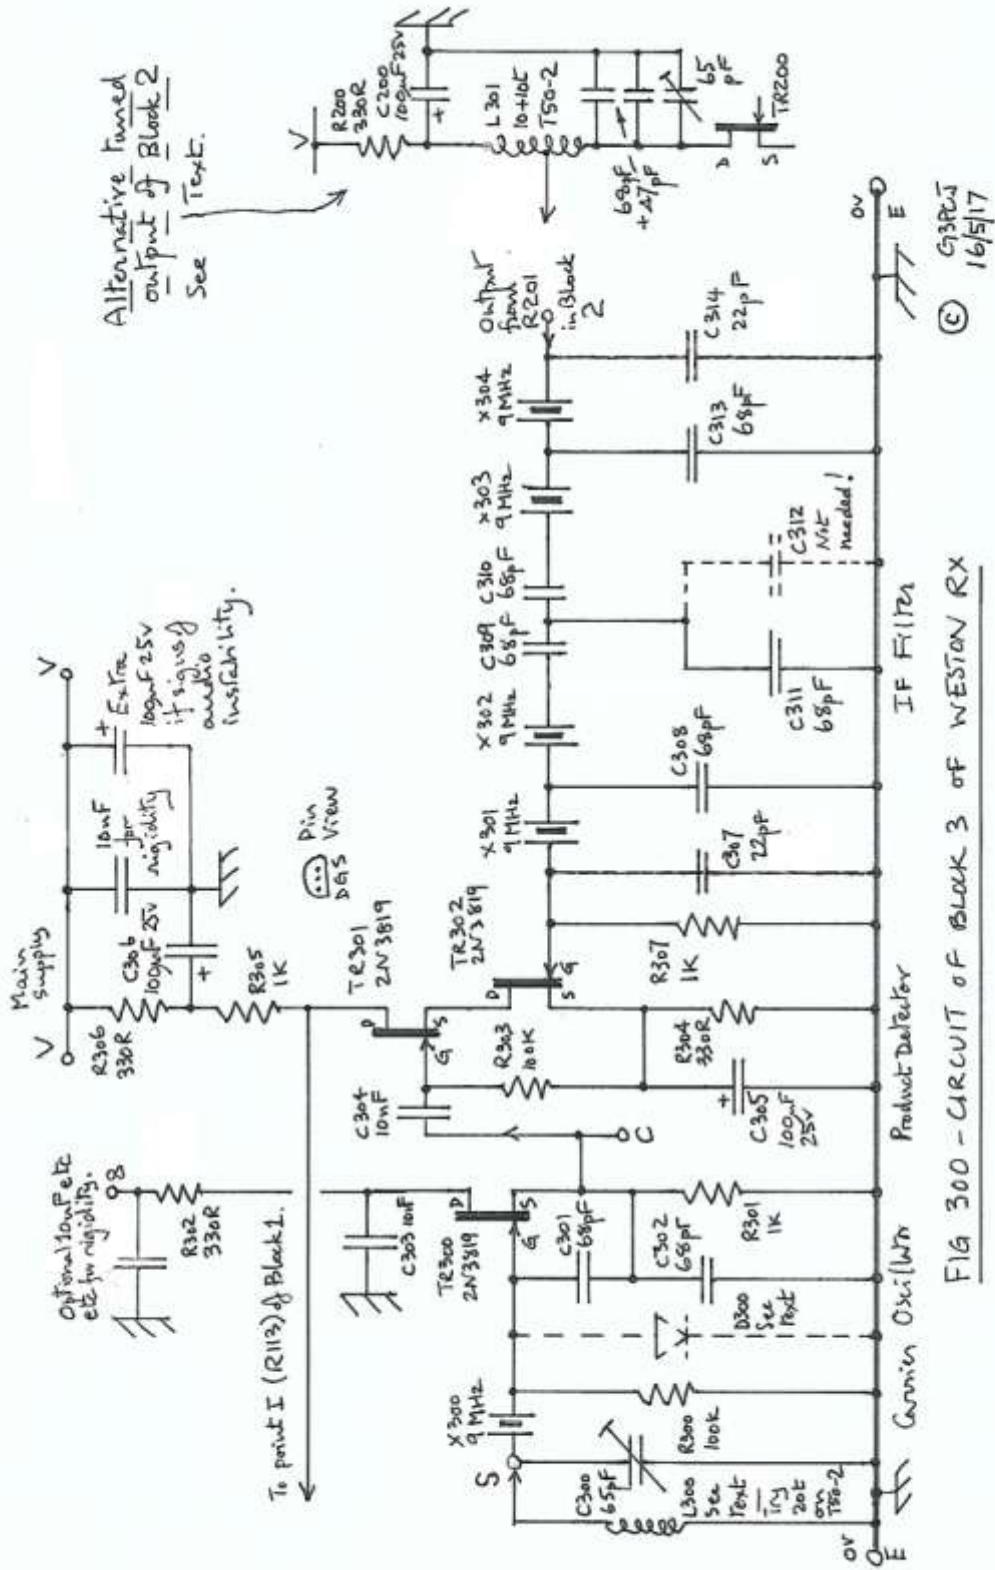 Alternative tuned
output of Block 2
See Text.
V
R200
330R
C200
100uF 25v
+
L301
10+10t
T50-2
68pF
+47pF
65
pF
D
S
TR200
Main
Supply
V
V
R306
330R
C306
100uF 25v
+
10uF
for
rigidity
+ Extra
100uF 25v
if signs of
audio
instability.
R305
1K
Pin
View
DGS
Optional 10uF etc
etc for rigidity.
8
R302
330R
To point I (R113) of Block 1.
C303 10nF
C304
10nF
TR301
2N3819
D
G
S
TR302
2N3819
D
G
S
R303
100K
TR300
2N3819
D
G
S
C
X300
9MHz
S
C300
65pF
L300
See
text
Try
20t
on
T50-2
R300
100k
D300
See
text
C301
68pF
C302
68pF
R301
1K
C305
+
100uF
25v
R304
330R
R307
1K
C307
22pF
X301
9MHz
C308
68pF
X302
9MHz
C309
68pF
C310
68pF
C311
68pF
C312
Not
needed!
X303
9MHz
C313
68pF
X304
9MHz
C314
22pF
Output
from
R201
in Block
2
0v
E
Carrier Oscillator
Product Detector
IF Filter
0v
E
FIG 300 - CIRCUIT OF BLOCK 3 OF WESTON RX
© G3PCJ
16/5/17